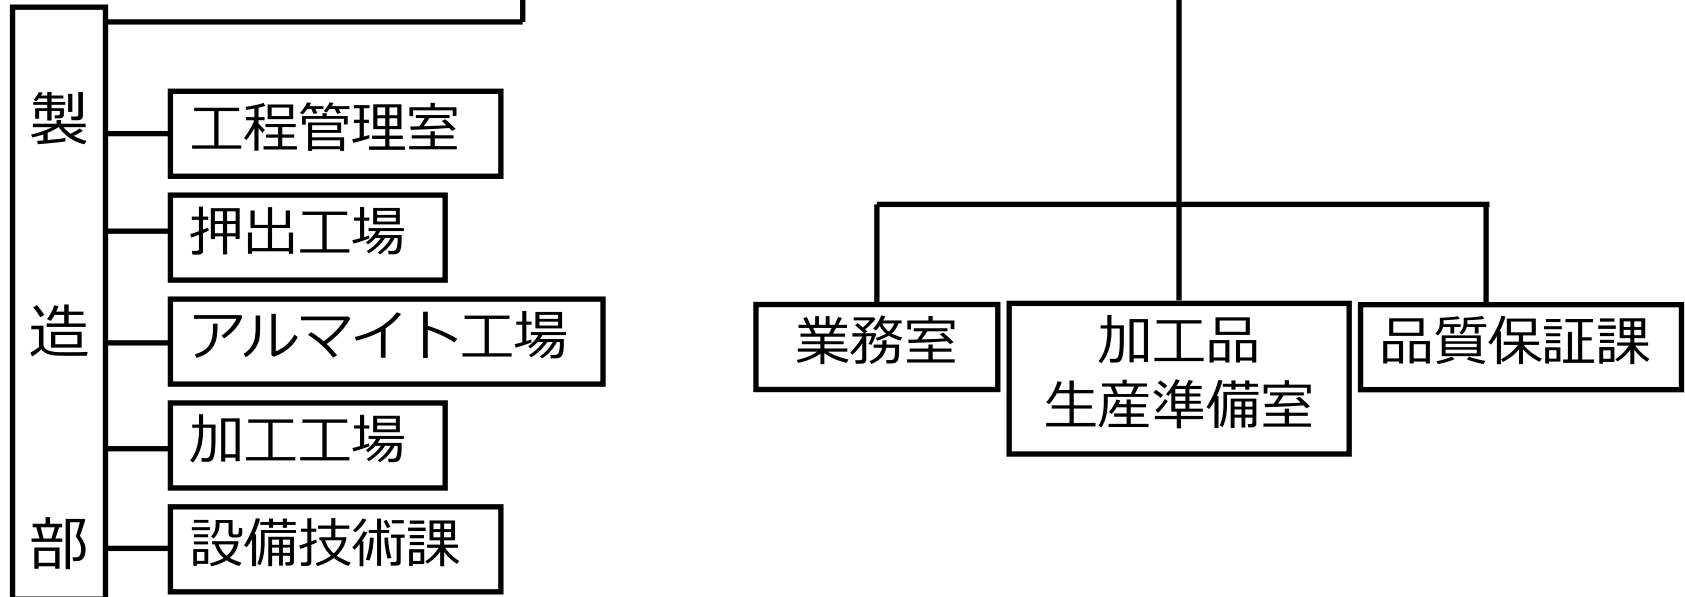 製造部
工程管理室
押出工場
アルマイト工場
加工工場
設備技術課
業務室
加工品
生産準備室
品質保証課